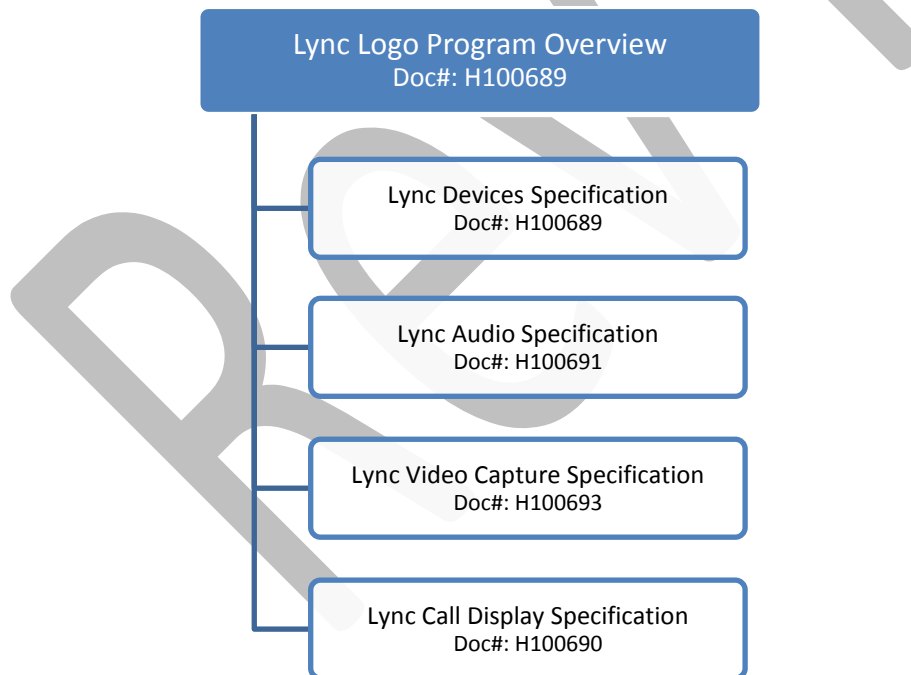 Lync Logo Program Overview
Doc#: H100689
Lync Devices Specification
Doc#: H100689
Lync Audio Specification
Doc#: H100691
Lync Video Capture Specification
Doc#: H100693
Lync Call Display Specification
Doc#: H100690